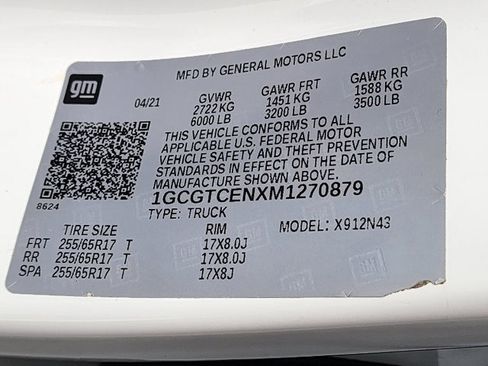 MFD BY GENERAL MOTORS LLC
gm
04/21 GVWR GAWR FRT GAWR RR
2722 KG 1451 KG 1588 KG
6000 LB 3200 LB 3500 LB
THIS VEHICLE CONFORMS TO ALL
APPLICABLE U.S. FEDERAL MOTOR
VEHICLE SAFETY AND THEFT PREVENTION
STANDARDS IN EFFECT ON THE DATE OF
MANUFACTURE SHOWN ABOVE.
1GCGTCENXM1270879
8624
TYPE: TRUCK MODEL: X912N43
TIRE SIZE RIM
FRT 255/65R17 T 17X8.0J
RR 255/65R17 T 17X8.0J
SPA 255/65R17 T 17X8J